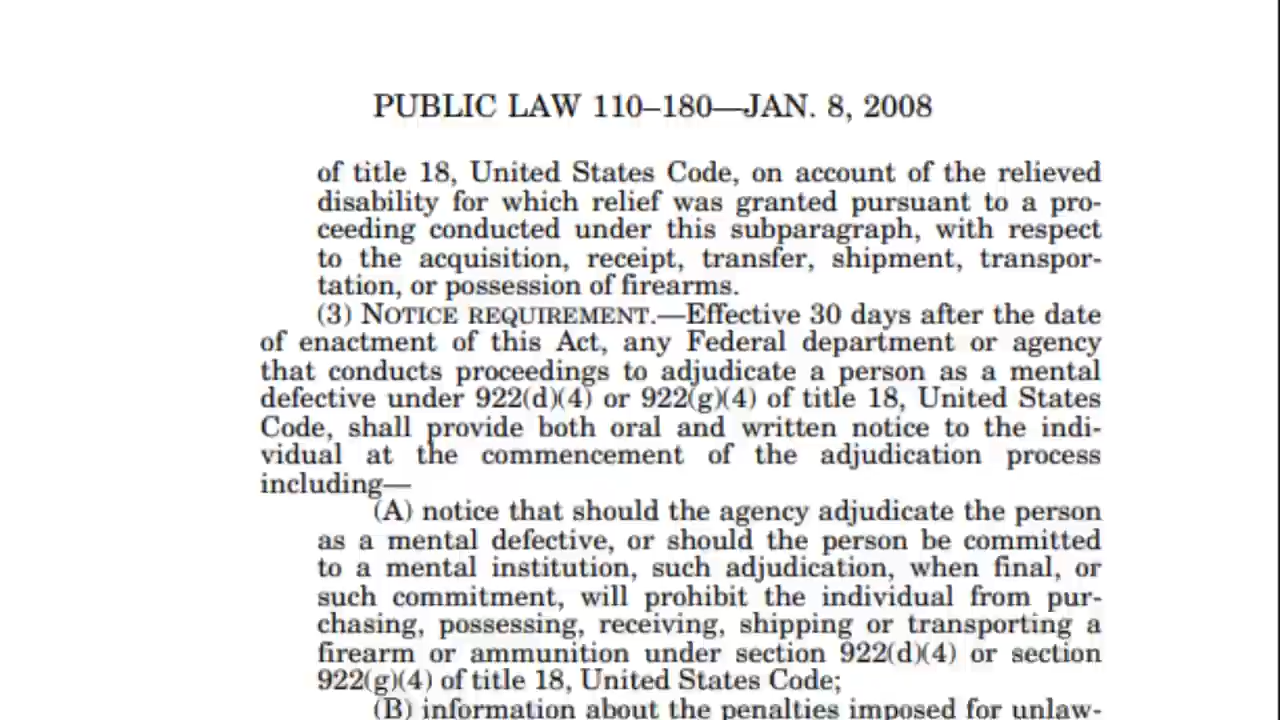 PUBLIC LAW 110–180—JAN. 8, 2008
of title 18, United States Code, on account of the relieved
disability for which relief was granted pursuant to a pro-
ceeding conducted under this subparagraph, with respect
to the acquisition, receipt, transfer, shipment, transpor-
tation, or possession of firearms.
(3) NOTICE REQUIREMENT.—Effective 30 days after the date
of enactment of this Act, any Federal department or agency
that conducts proceedings to adjudicate a person as a mental
defective under 922(d)(4) or 922(g)(4) of title 18, United States
Code, shall provide both oral and written notice to the indi-
vidual at the commencement of the adjudication process
including—
(A) notice that should the agency adjudicate the person
as a mental defective, or should the person be committed
to a mental institution, such adjudication, when final, or
such commitment, will prohibit the individual from pur-
chasing, possessing, receiving, shipping or transporting a
firearm or ammunition under section 922(d)(4) or section
922(g)(4) of title 18, United States Code;
(B) information about the penalties imposed for unlaw-